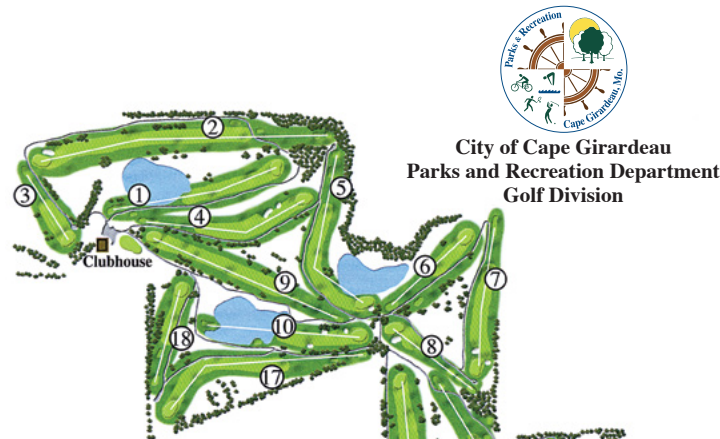 Parks & Recreation
Cape Girardeau, Mo.
City of Cape Girardeau
Parks and Recreation Department
Golf Division
2
3
1
5
4
Clubhouse
6
9
7
10
18
8
17